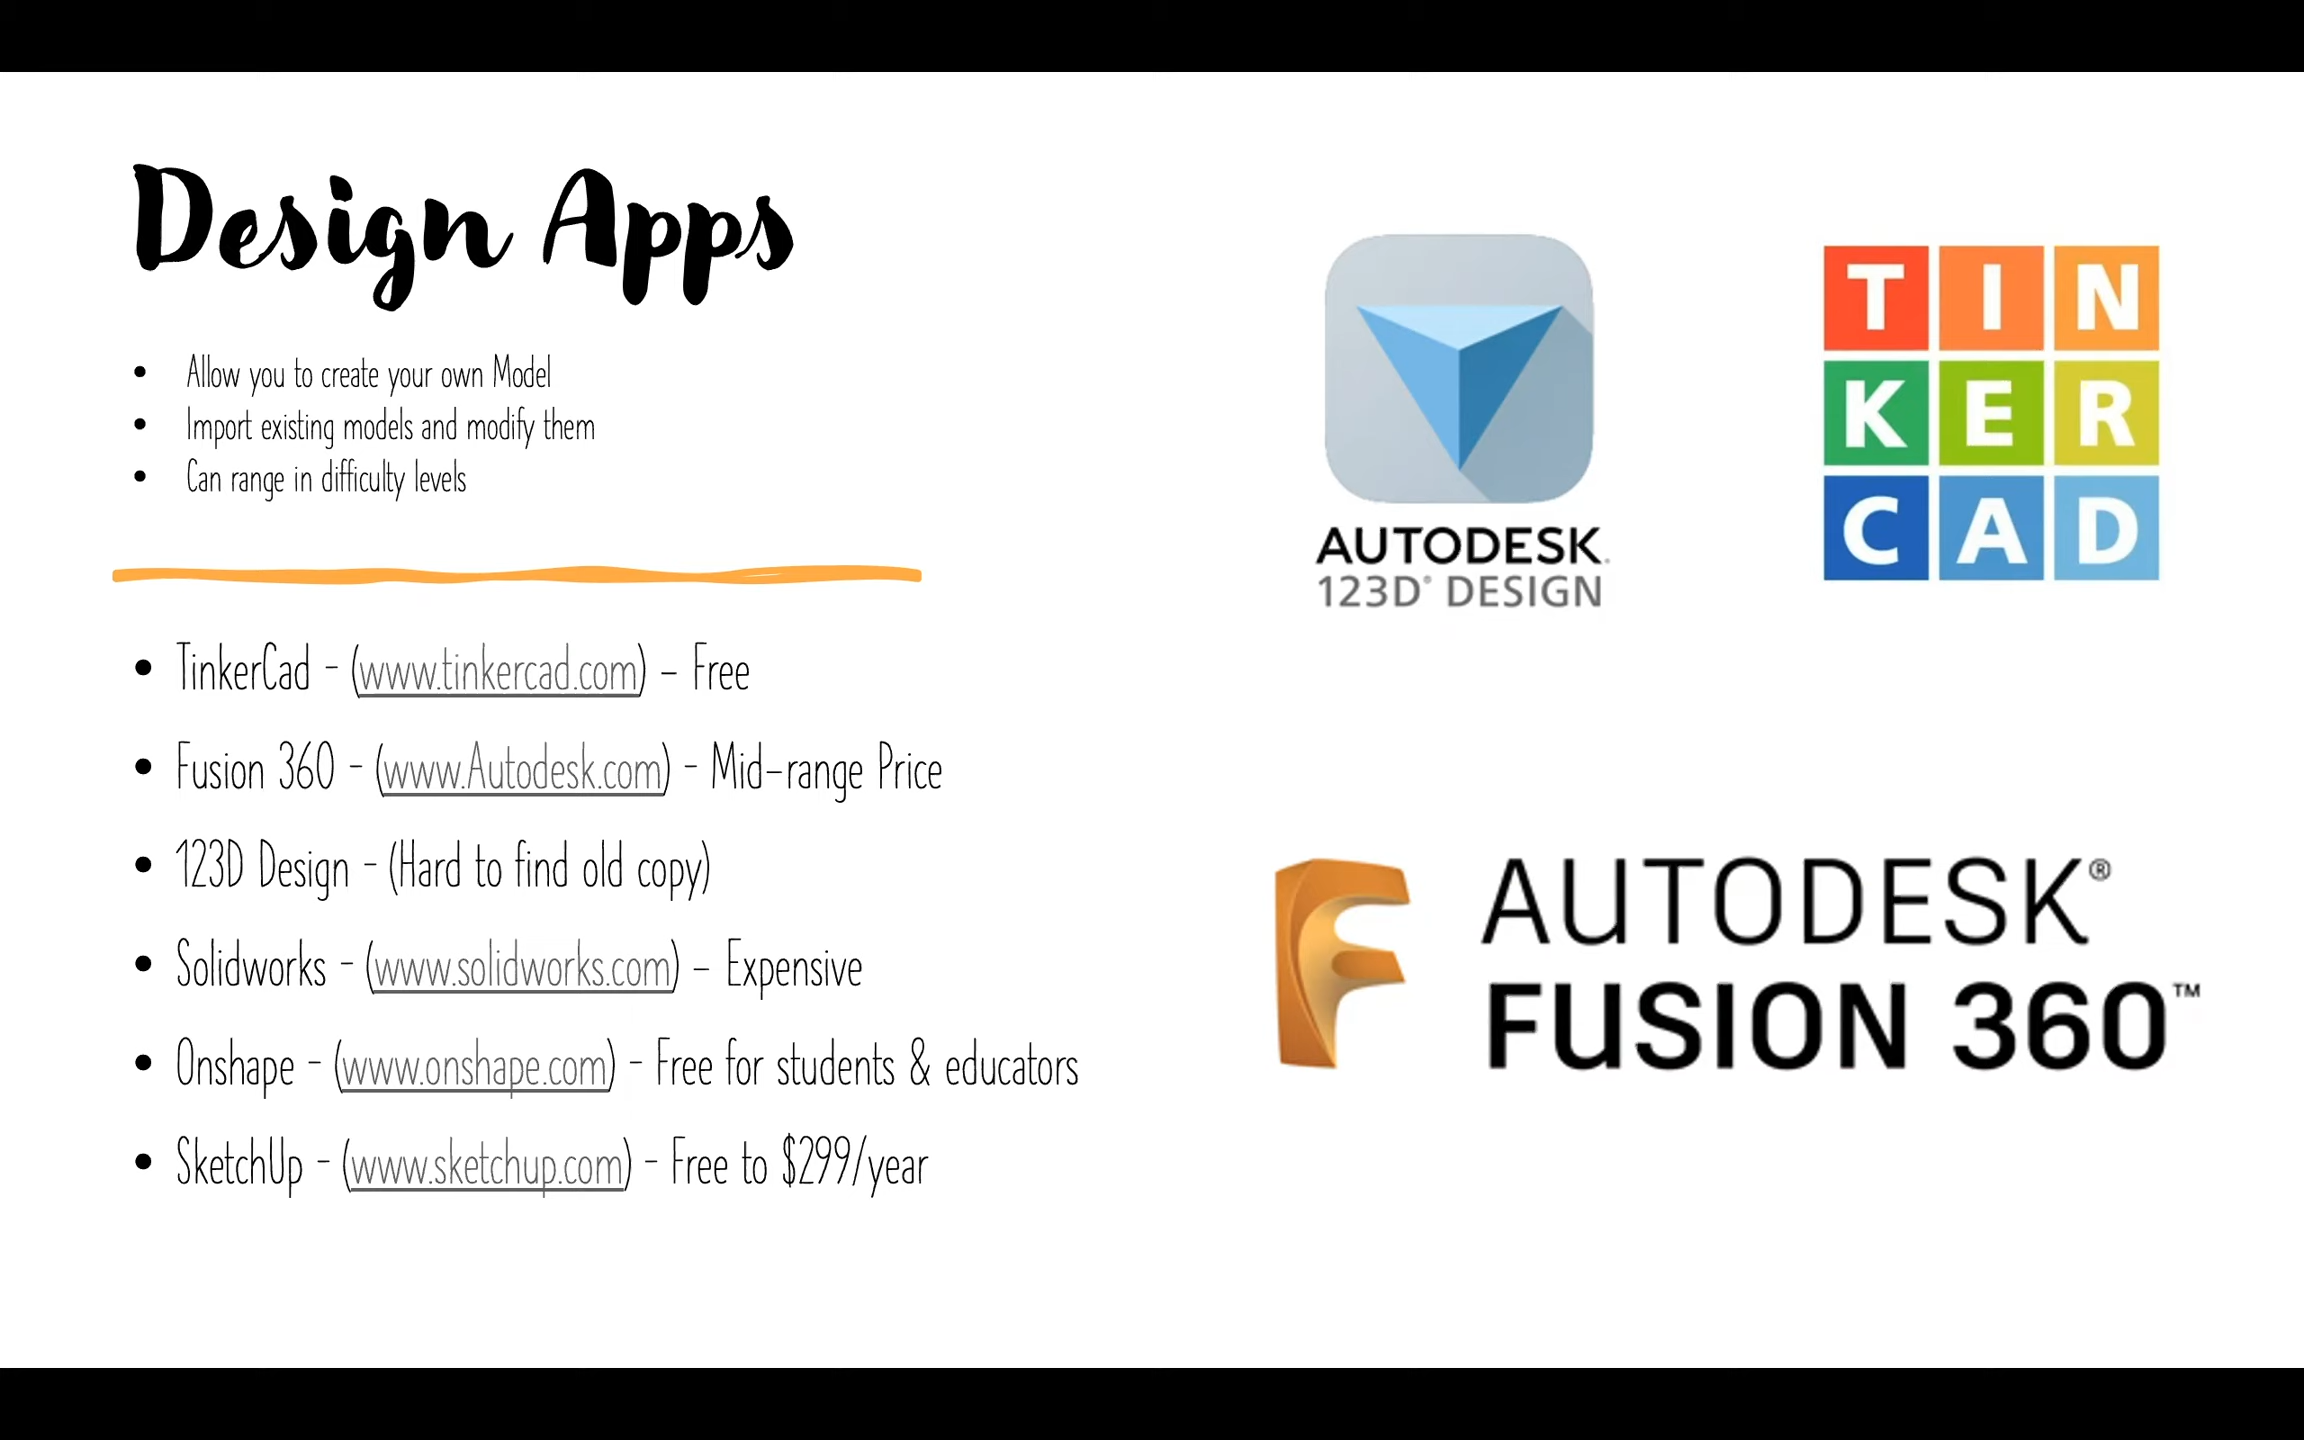 Design Apps
• Allow you to create your own Model
• Import existing models and modify them
• Can range in difficulty levels
• TinkerCad - (www.tinkercad.com) – Free
• Fusion 360 - (www.Autodesk.com) - Mid-range Price
• 123D Design - (Hard to find old copy)
• Solidworks - (www.solidworks.com) – Expensive
• Onshape - (www.onshape.com) - Free for students & educators
• SketchUp - (www.sketchup.com) - Free to $299/year
AUTODESK®
123D® DESIGN
TIN
KER
CAD
AUTODESK®
FUSION 360™